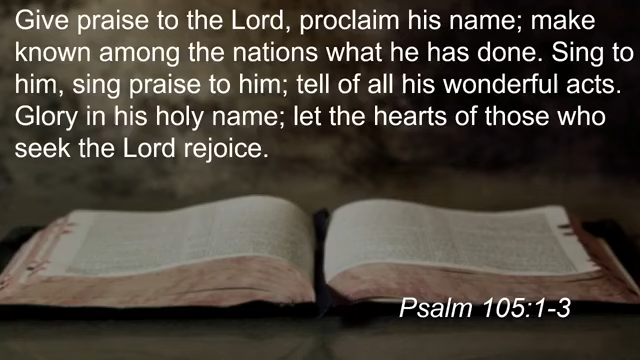 Give praise to the Lord, proclaim his name; make
known among the nations what he has done. Sing to
him, sing praise to him; tell of all his wonderful acts.
Glory in his holy name; let the hearts of those who
seek the Lord rejoice.
Psalm 105:1-3